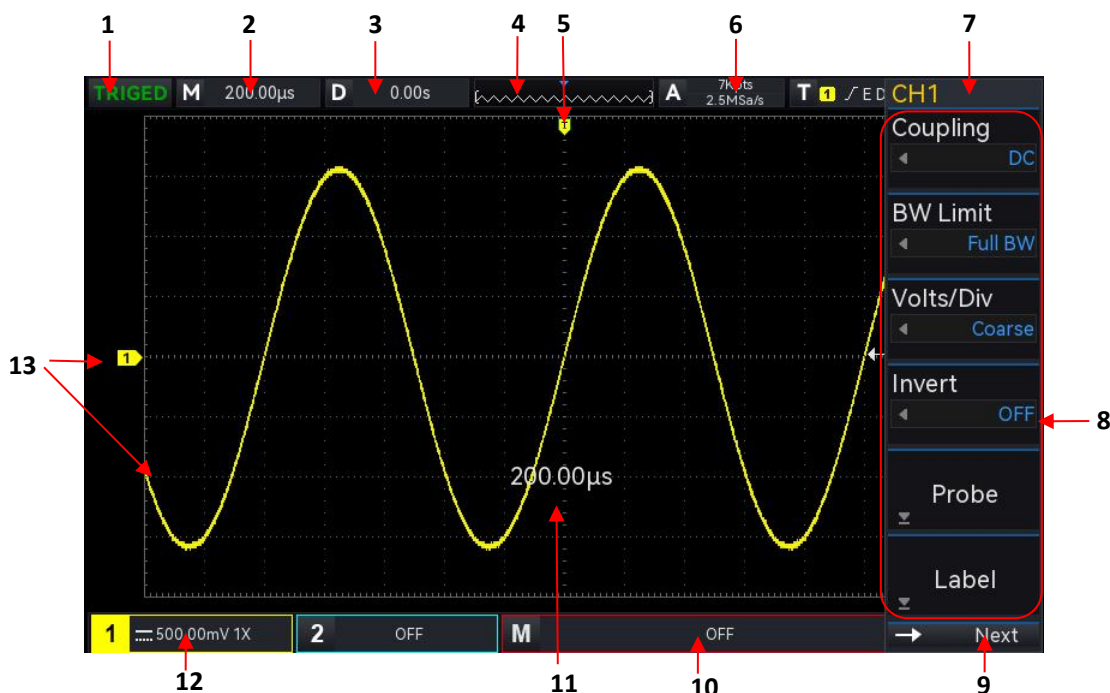 1 2 3 4 5 6 7
TRIGED M 200.00μs D 0.00s A 7Kpts T 1 E D CH1
2.5MSa/s
T
Coupling
DC
BW Limit
Full BW
Volts/Div
Coarse
1
13
Invert
OFF
8
200.00μs
Probe
Label
1 500.00mV 1X 2 OFF M OFF Next
12 11 10 9